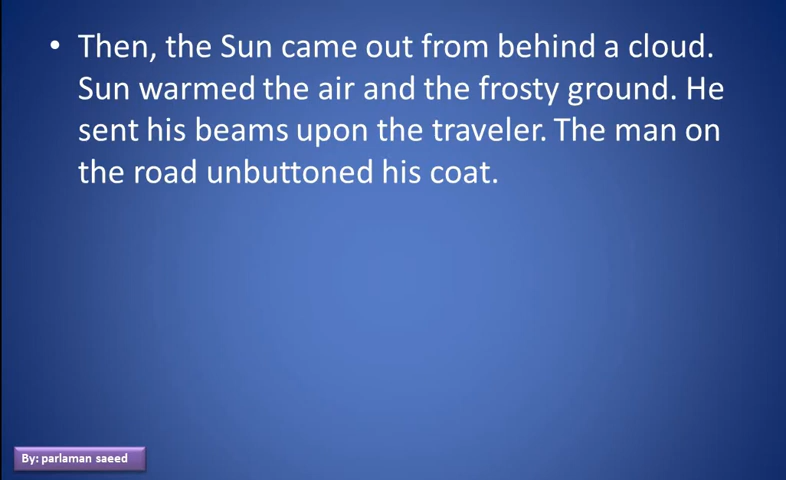 • Then, the Sun came out from behind a cloud.
Sun warmed the air and the frosty ground. He
sent his beams upon the traveler. The man on
the road unbuttoned his coat.
By: parlaman saeed